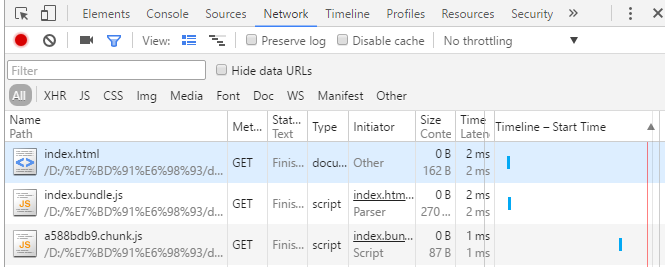 Elements Console Sources Network Timeline Profiles Resources Security »
View: Preserve log Disable cache No throttling
Filter Hide data URLs
All XHR JS CSS Img Media Font Doc WS Manifest Other
Name Met... Stat... Type Initiator Size Time Timeline – Start Time
Path Text Conte Laten
index.html GET Finis... docu... Other 0 B 2 ms
/D:/%E7%BD%91%E6%98%93/d... 162 B 2 ms
index.bundle.js GET Finis... script index.htm... 0 B 2 ms
/D:/%E7%BD%91%E6%98%93/d... Parser 270 ... 2 ms
a588bdb9.chunk.js GET Finis... script index.bun... 0 B 1 ms
/D:/%E7%BD%91%E6%98%93/d... Script 87 B 1 ms